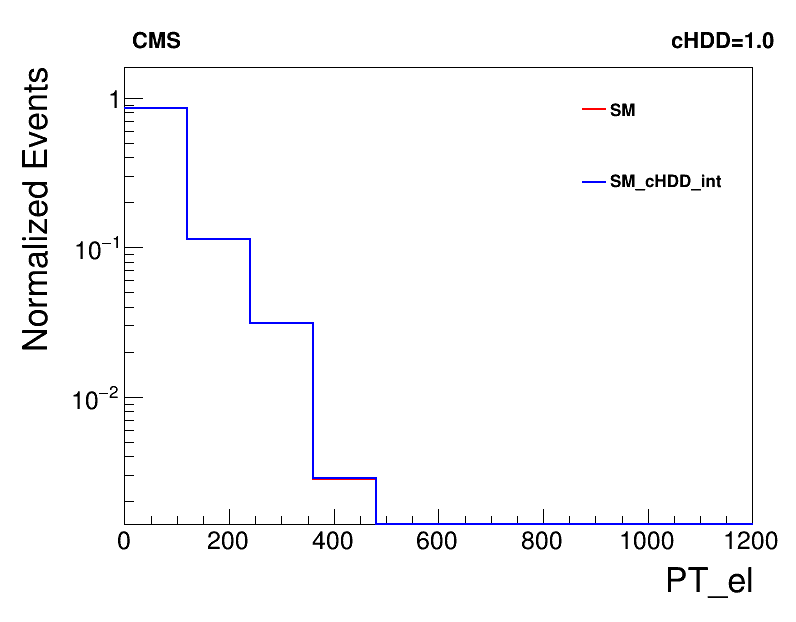 CMS
cHDD=1.0
Normalized Events
1
10⁻¹
10⁻²
SM
SM_cHDD_int
0 200 400 600 800 1000 1200
PT_el